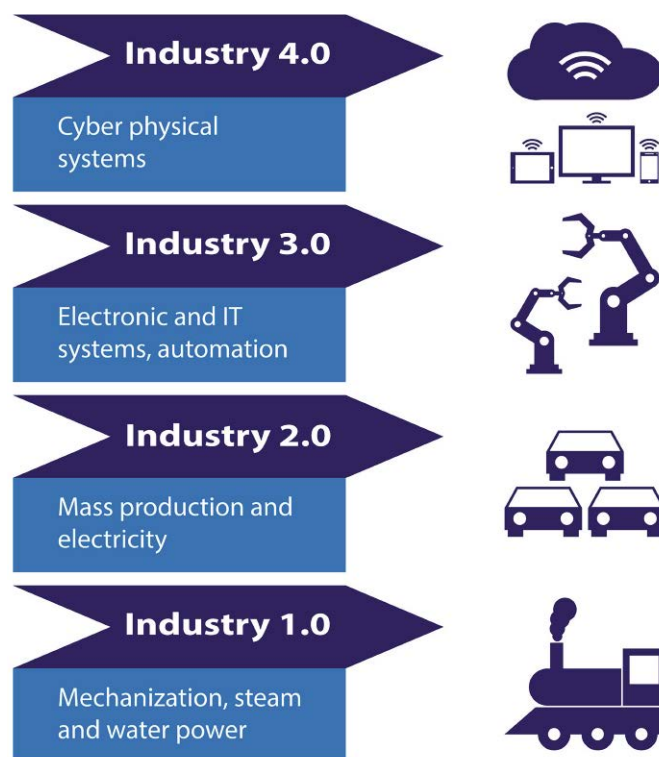 Industry 4.0
Cyber physical
systems
Industry 3.0
Electronic and IT
systems, automation
Industry 2.0
Mass production and
electricity
Industry 1.0
Mechanization, steam
and water power